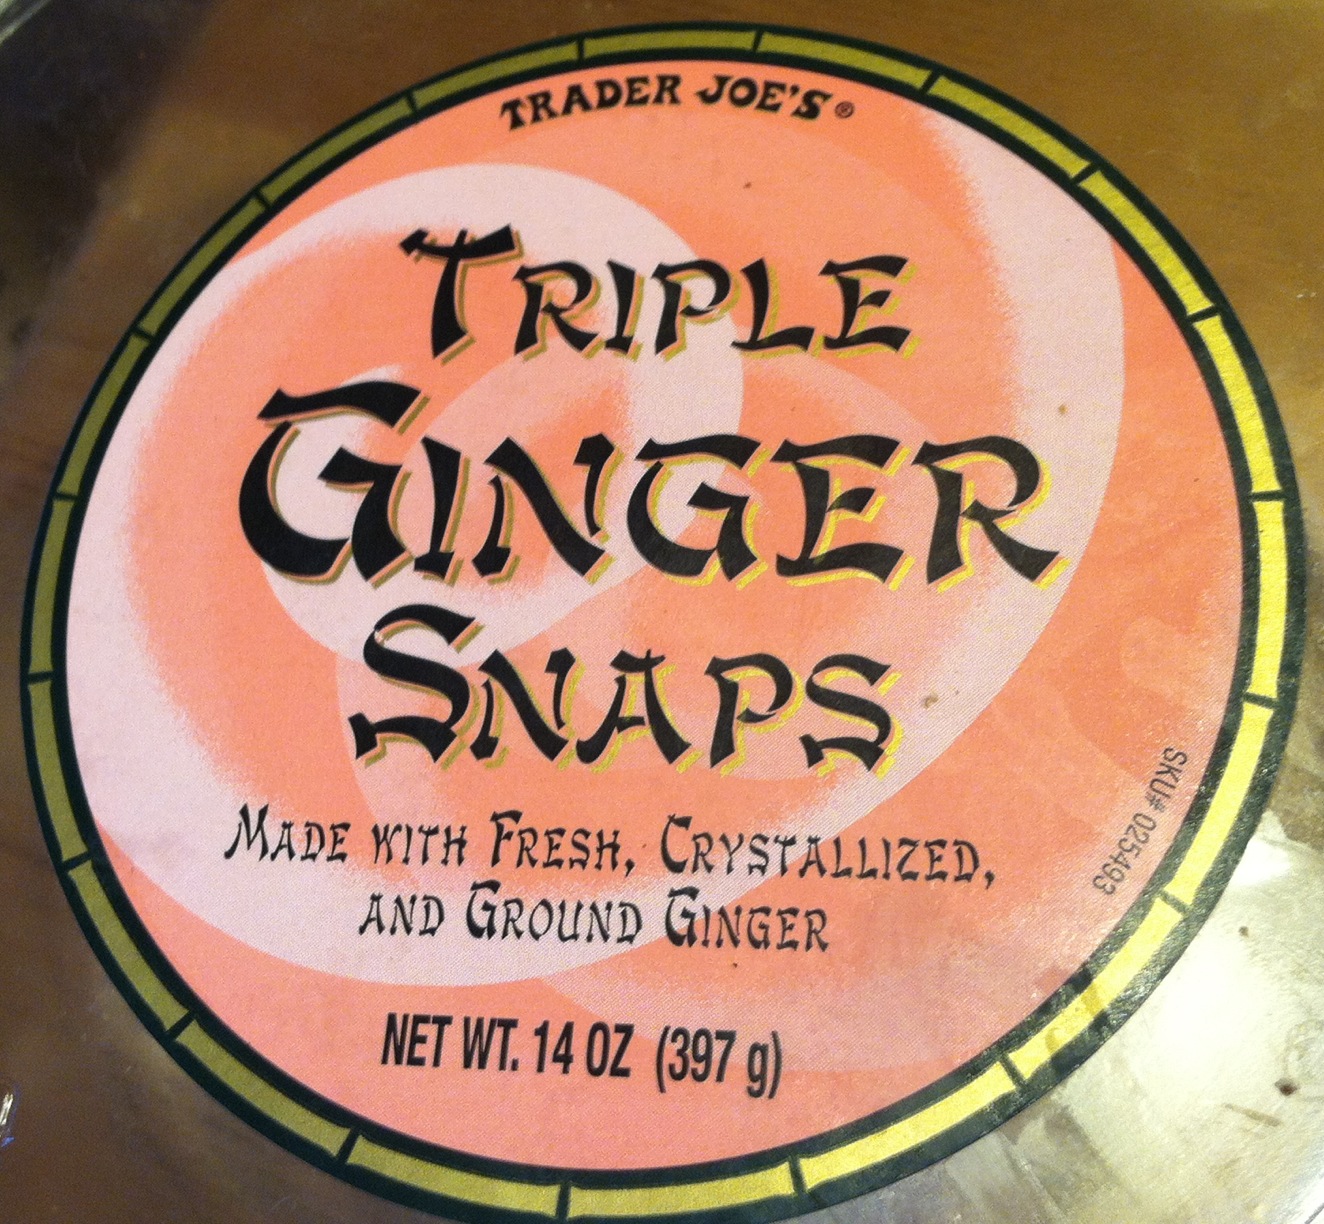 TRADER JOE'S®
TRIPLE
GINGER
SNAPS
MADE WITH FRESH, CRYSTALLIZED,
AND GROUND GINGER
NET WT. 14 OZ (397 g)
SKU# 025493